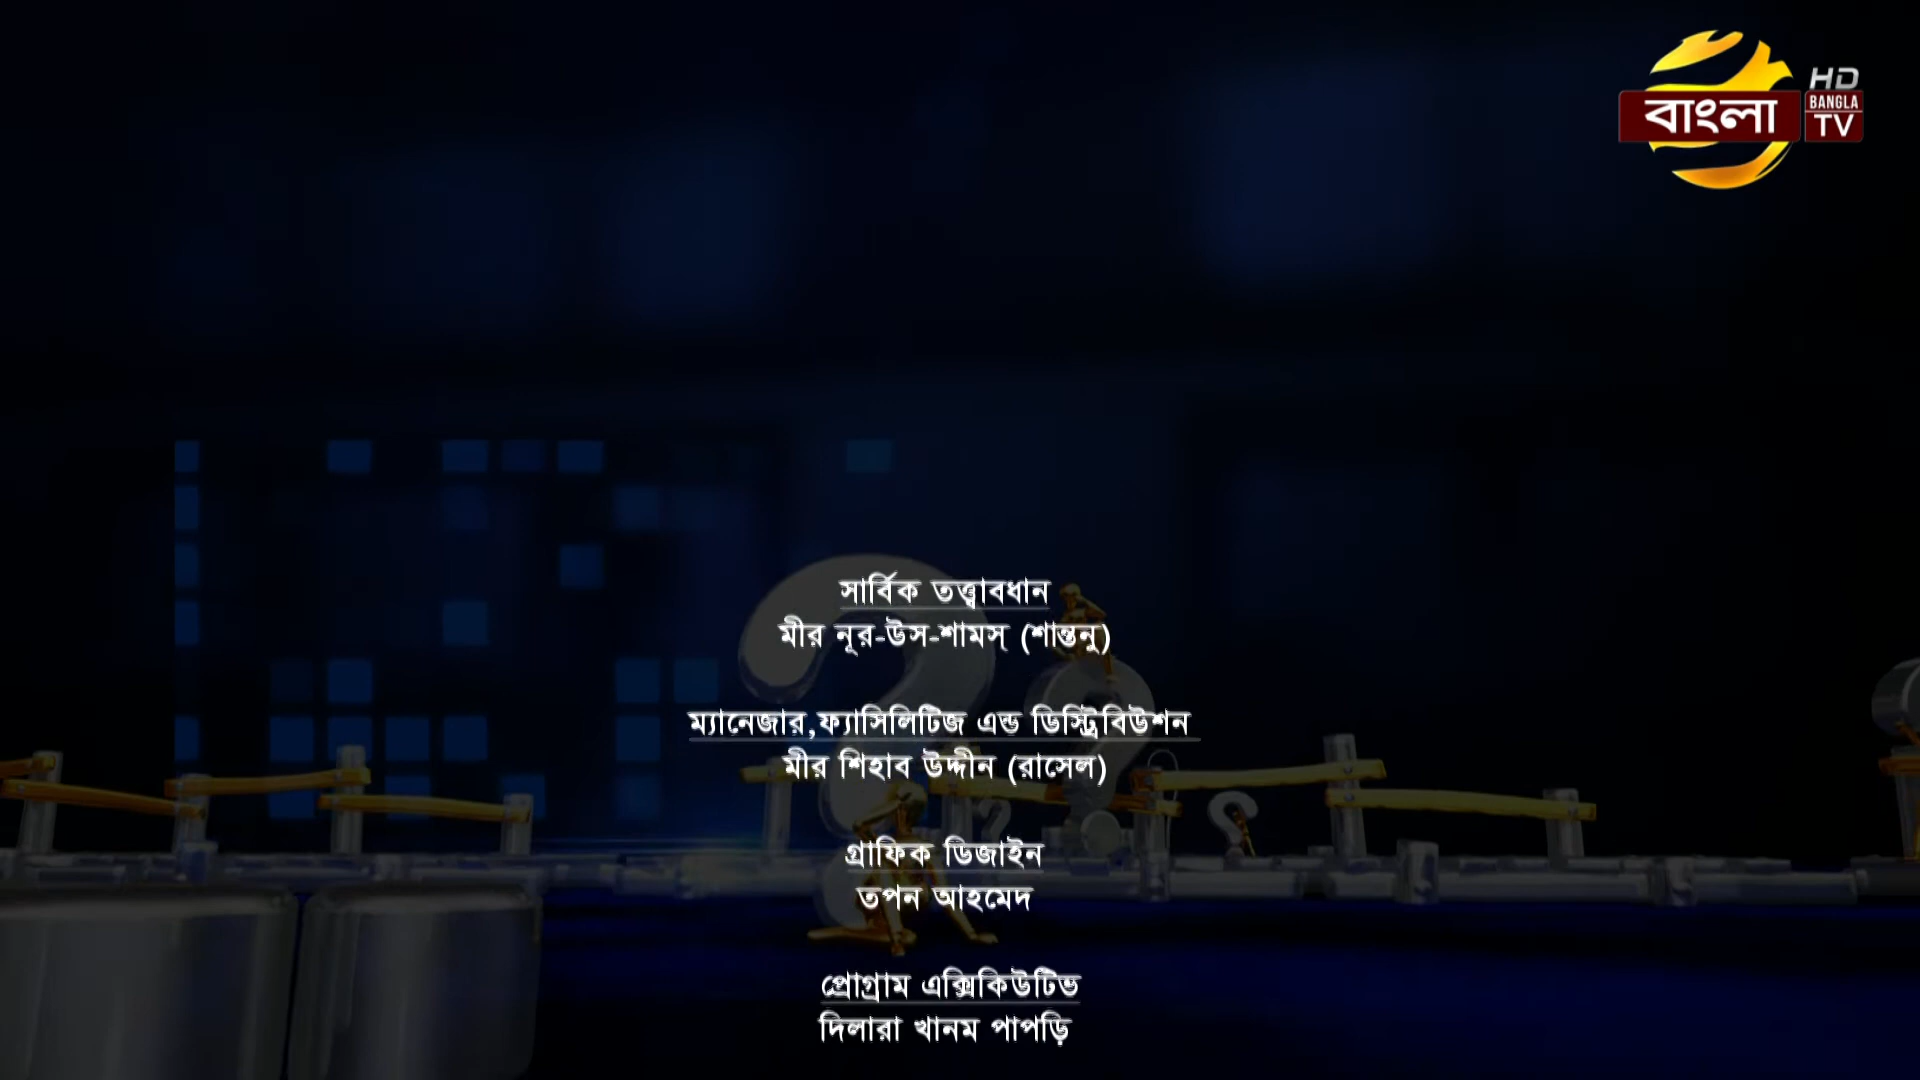 HD
বাংলা
BANGLA
TV
সার্বিক তত্ত্বাবধান
মীর নূর-উস-শামস্ (শান্তনু)
ম্যানেজার,ফ্যাসিলিটিজ এন্ড ডিস্ট্রিবিউশন
মীর শিহাব উদ্দীন (রাসেল)
গ্রাফিক ডিজাইন
তপন আহমেদ
প্রোগ্রাম এক্সিকিউটিভ
দিলারা খানম পাপড়ি